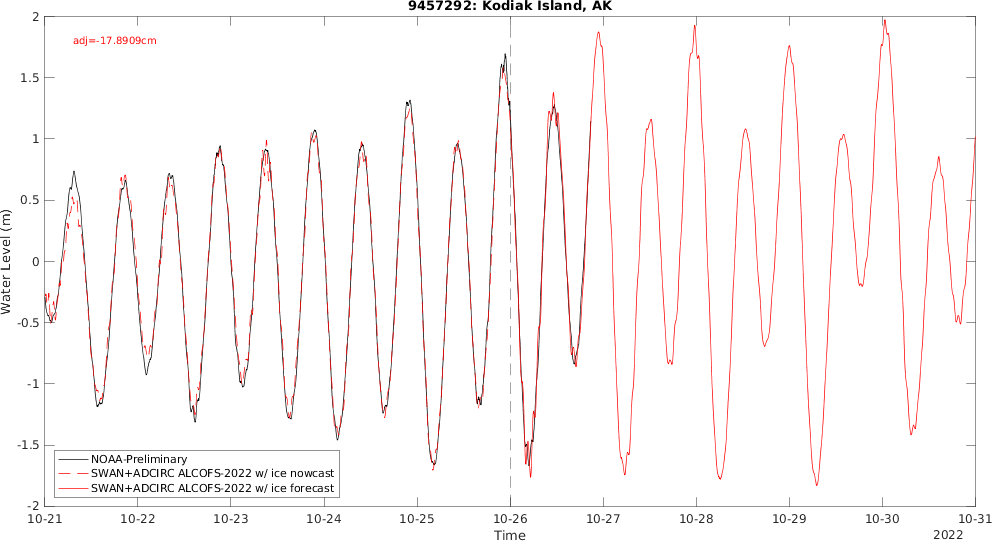 9457292: Kodiak Island, AK
adj=-17.8909cm
Water Level (m)
2
1.5
1
0.5
0
-0.5
-1
-1.5
-2
NOAA-Preliminary
SWAN+ADCIRC ALCOFS-2022 w/ ice nowcast
SWAN+ADCIRC ALCOFS-2022 w/ ice forecast
10-21 10-22 10-23 10-24 10-25 10-26 10-27 10-28 10-29 10-30 10-31
Time
2022